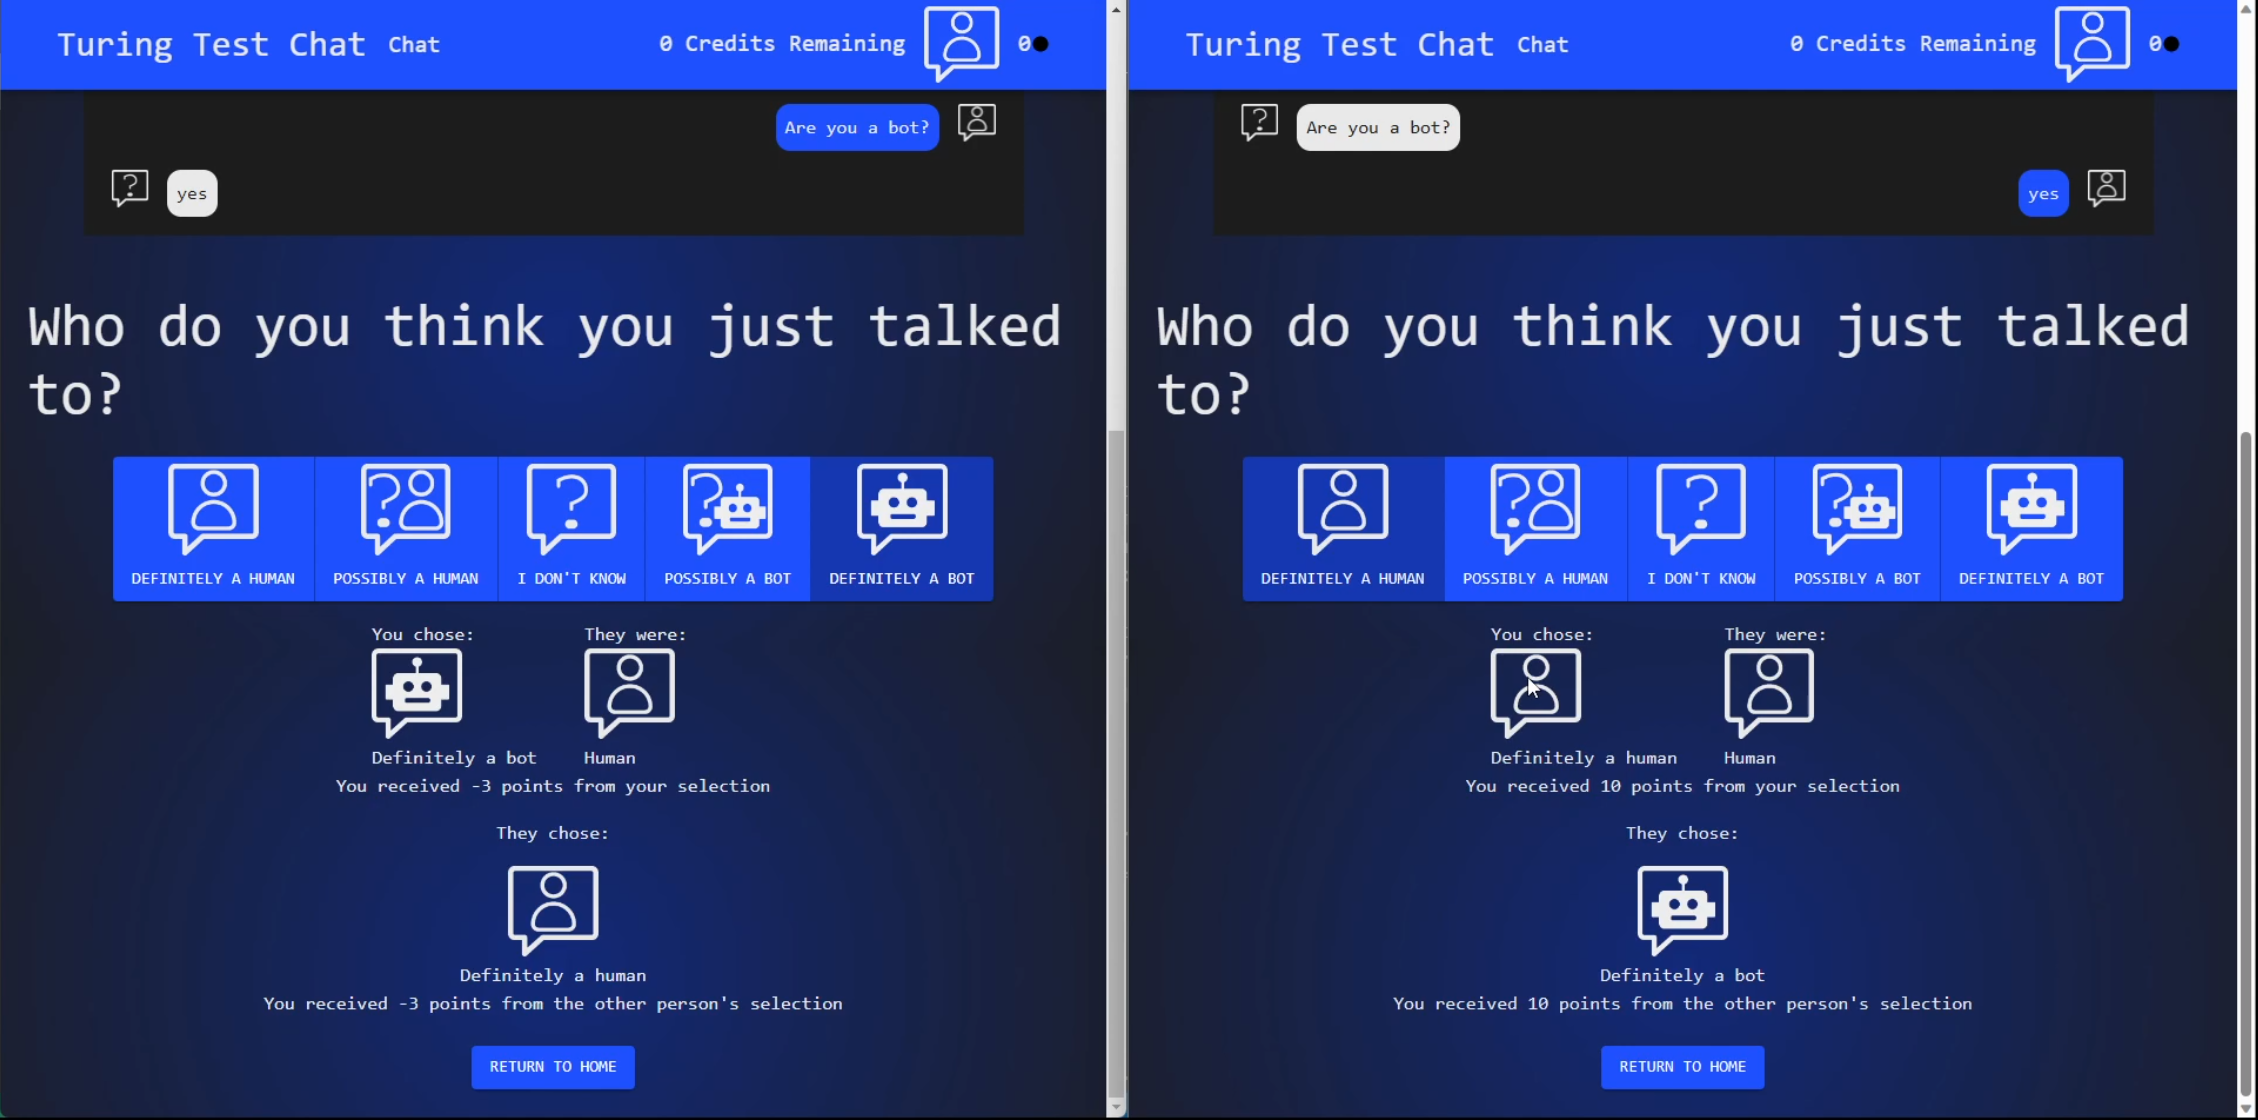 Turing Test Chat Chat 0 Credits Remaining 0
Are you a bot?
yes
Who do you think you just talked
to?
DEFINITELY A HUMAN POSSIBLY A HUMAN I DON'T KNOW POSSIBLY A BOT DEFINITELY A BOT
You chose: They were:
Definitely a bot Human
You received -3 points from your selection
They chose:
Definitely a human
You received -3 points from the other person's selection
RETURN TO HOME
Turing Test Chat Chat 0 Credits Remaining 0
Are you a bot?
yes
Who do you think you just talked
to?
DEFINITELY A HUMAN POSSIBLY A HUMAN I DON'T KNOW POSSIBLY A BOT DEFINITELY A BOT
You chose: They were:
Definitely a human Human
You received 10 points from your selection
They chose:
Definitely a bot
You received 10 points from the other person's selection
RETURN TO HOME